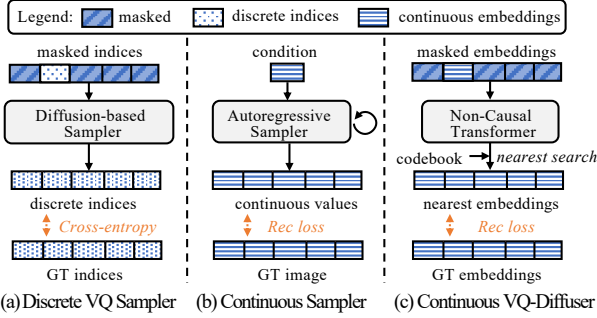 Legend: masked discrete indices continuous embeddings
masked indices
Diffusion-based
Sampler
discrete indices
Cross-entropy
GT indices
(a) Discrete VQ Sampler
condition
Autoregressive
Sampler
continuous values
Rec loss
GT image
(b) Continuous Sampler
masked embeddings
Non-Causal
Transformer
codebook nearest search
nearest embeddings
Rec loss
GT embeddings
(c) Continuous VQ-Diffuser